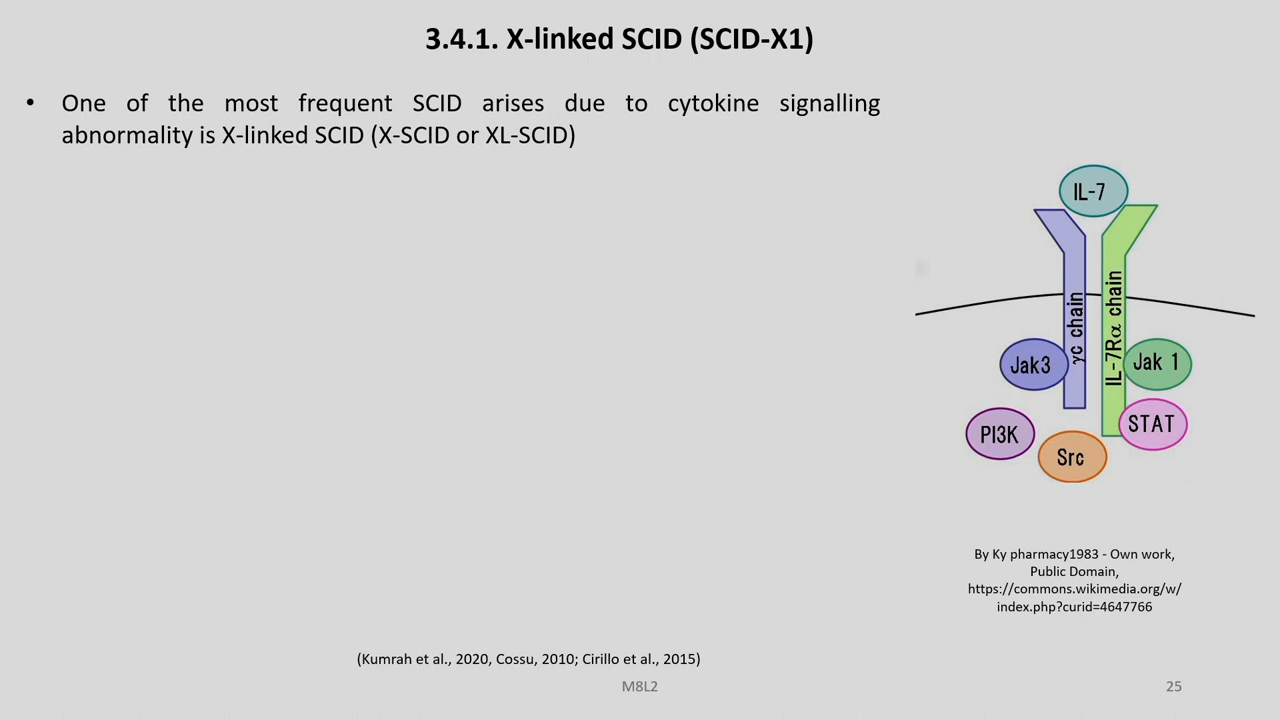 3.4.1. X-linked SCID (SCID-X1)
• One of the most frequent SCID arises due to cytokine signalling
abnormality is X-linked SCID (X-SCID or XL-SCID)
IL-7
γc chain
IL-7Rα chain
Jak3
Jak 1
PI3K
Src
STAT
By Ky pharmacy1983 - Own work,
Public Domain,
https://commons.wikimedia.org/w/
index.php?curid=4647766
(Kumrah et al., 2020, Cossu, 2010; Cirillo et al., 2015)
M8L2
25